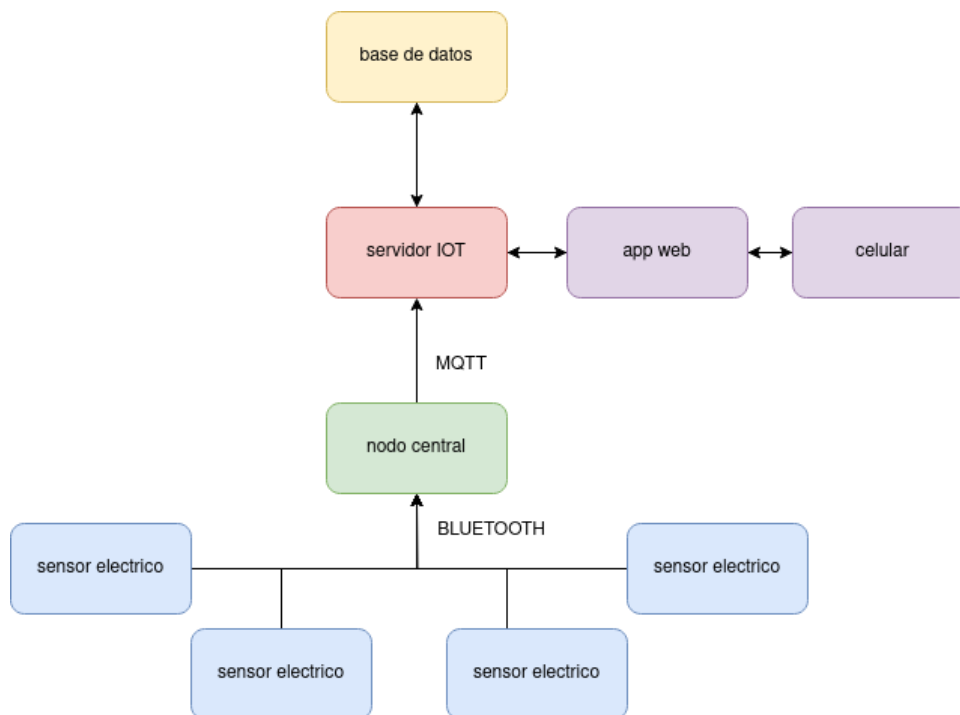 base de datos
servidor IOT
app web
celular
MQTT
nodo central
BLUETOOTH
sensor electrico
sensor electrico
sensor electrico
sensor electrico